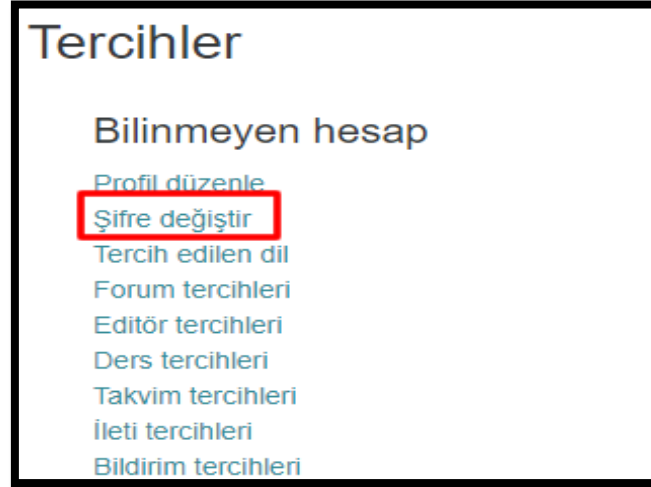 Tercihler
Bilinmeyen hesap
Profil düzenle
Şifre değiştir
Tercih edilen dil
Forum tercihleri
Editör tercihleri
Ders tercihleri
Takvim tercihleri
İleti tercihleri
Bildirim tercihleri